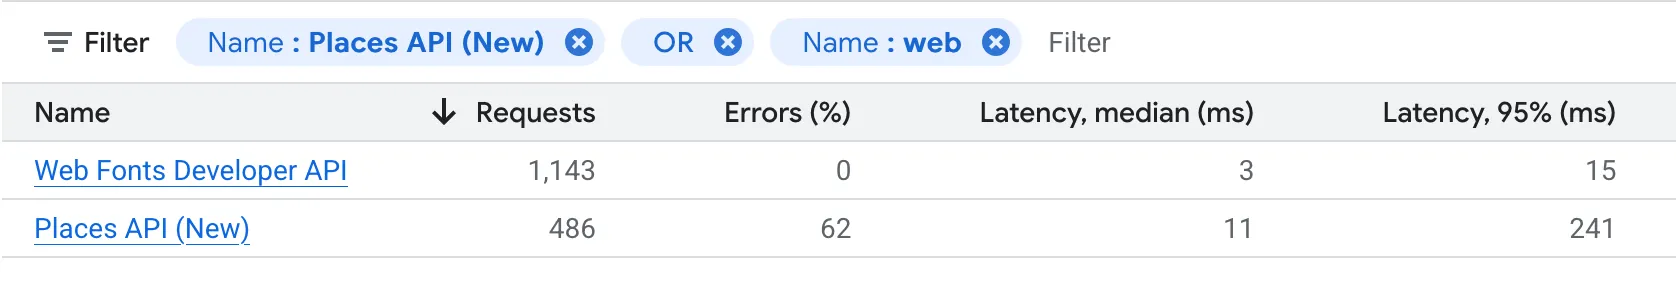 Filter Name : Places API (New) OR Name : web Filter
Name Requests Errors (%) Latency, median (ms) Latency, 95% (ms)
Web Fonts Developer API 1,143 0 3 15
Places API (New) 486 62 11 241